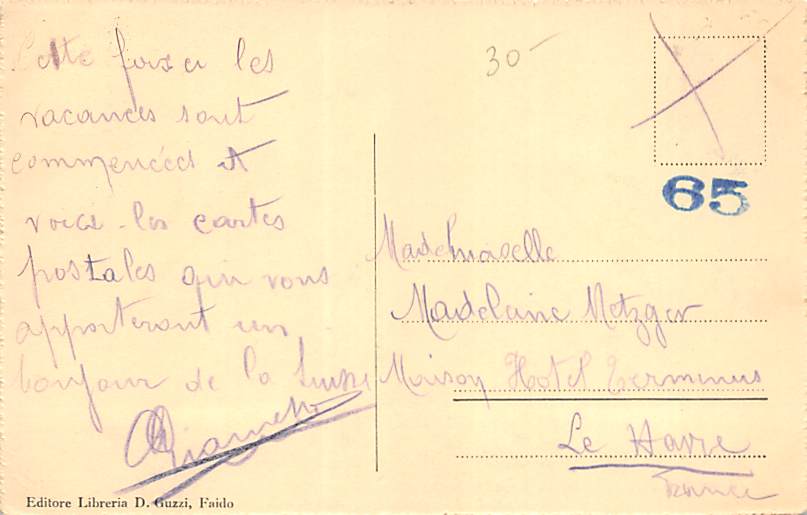 Cette fois ci les
vacances sont
commencées et
voici les cartes
postales qui vous
apporteront un
bonjour de la Suisse
30-
65
Mademoiselle
Madelaine Metzger
Maison Hotel Terminus
Le Havre
France
Editore Libreria D. Guzzi, Faido